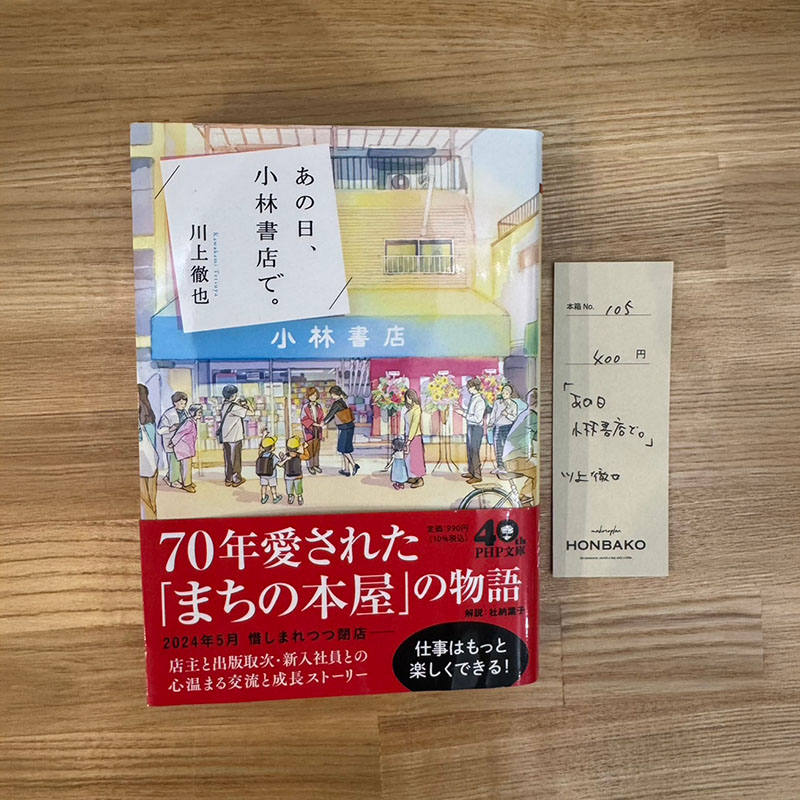 あの日、
小林書店で。
川上徹也
Kawakami Tetsuya
小林書店
定価:990円
(10%税込)
40th
PHP文庫
70年愛された
「まちの本屋」の物語
解説:社納葉子
2024年5月 惜しまれつつ閉店――
店主と出版取次・新入社員との
心温まる交流と成長ストーリー
仕事はもっと
楽しくできる!
本箱 No. 105
400 円
「あの日
小林書店で。」
川上徹
HONBAKO